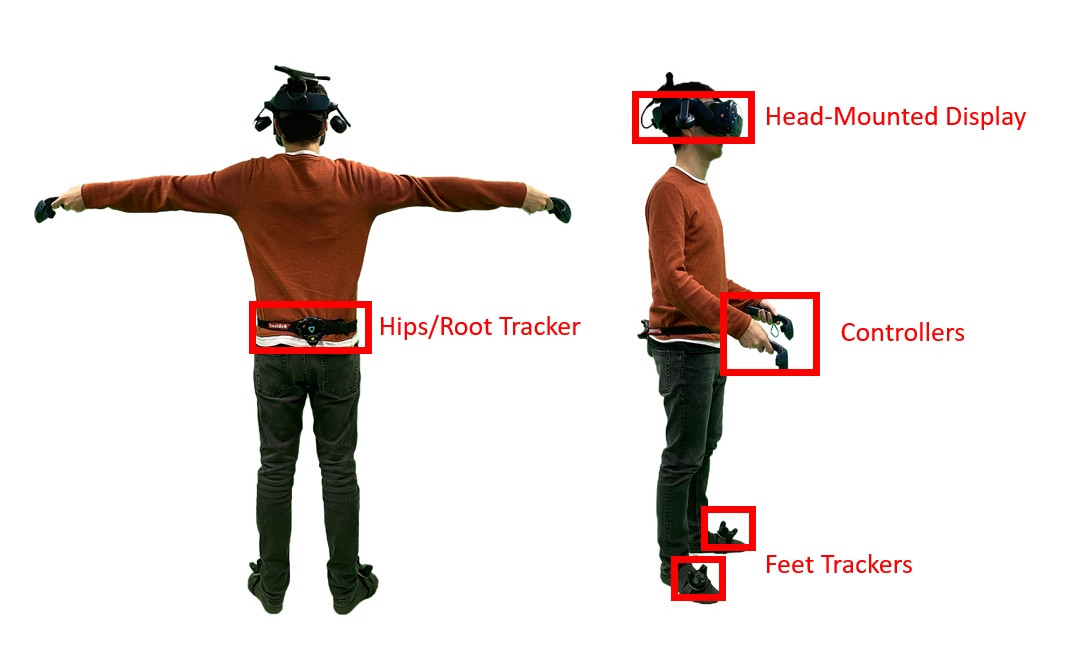 Head-Mounted Display
Hips/Root Tracker
Controllers
Feet Trackers